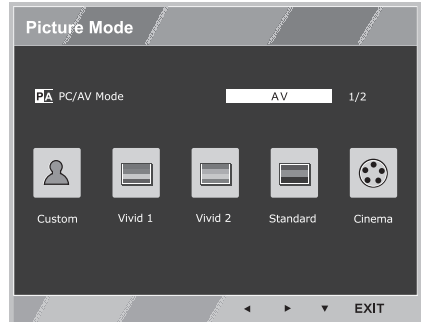 Picture Mode
PA PC/AV Mode AV 1/2
Custom Vivid 1 Vivid 2 Standard Cinema
EXIT